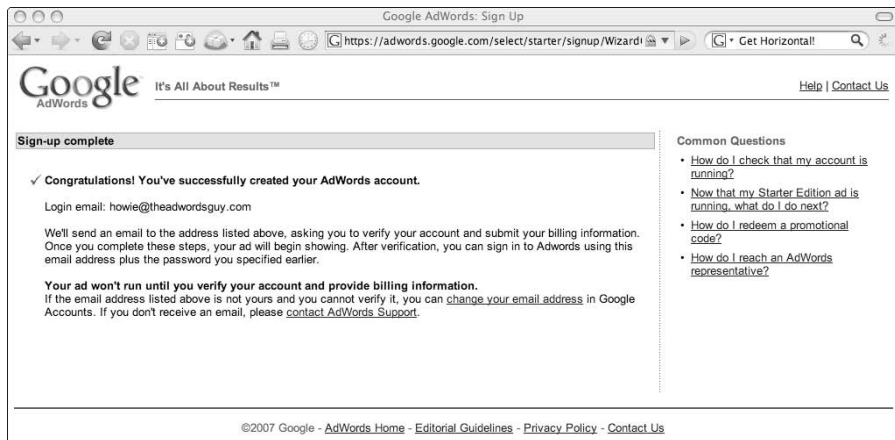 Google AdWords: Sign Up
https://adwords.google.com/select/starter/signup/Wizard
G Get Horizontal!
Google
AdWords
It's All About Results™
Help | Contact Us
Sign-up complete
✓ Congratulations! You've successfully created your AdWords account.
Login email: howie@theadwordsguy.com
We'll send an email to the address listed above, asking you to verify your account and submit your billing information.
Once you complete these steps, your ad will begin showing. After verification, you can sign in to Adwords using this
email address plus the password you specified earlier.
Your ad won't run until you verify your account and provide billing information.
If the email address listed above is not yours and you cannot verify it, you can change your email address in Google
Accounts. If you don't receive an email, please contact AdWords Support.
Common Questions
• How do I check that my account is
running?
• Now that my Starter Edition ad is
running, what do I do next?
• How do I redeem a promotional
code?
• How do I reach an AdWords
representative?
©2007 Google - AdWords Home - Editorial Guidelines - Privacy Policy - Contact Us